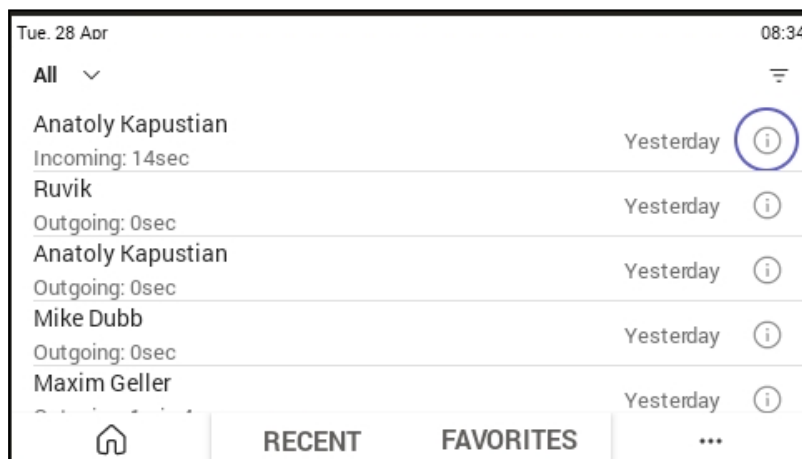 Tue. 28 Apr
08:34
All
Anatoly Kapustian
Incoming: 14sec
Yesterday
Ruvik
Outgoing: 0sec
Yesterday
Anatoly Kapustian
Outgoing: 0sec
Yesterday
Mike Dubb
Outgoing: 0sec
Yesterday
Maxim Geller
Yesterday
RECENT
FAVORITES